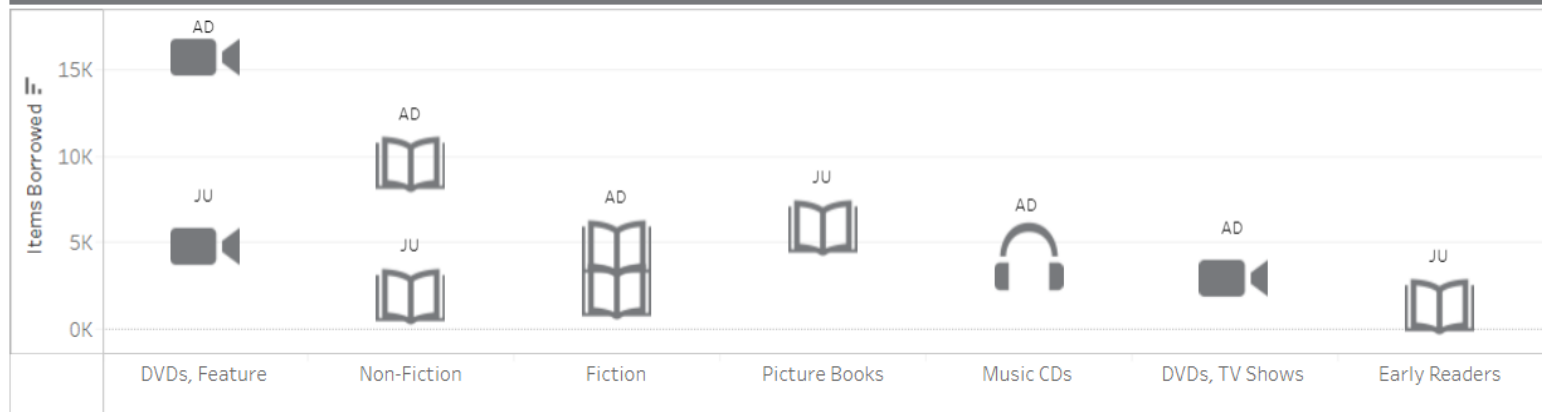 AD
15K
AD
10K
JU
AD
JU
AD
JU
5K
AD
JU
0K
Items Borrowed
DVDs, Feature
Non-Fiction
Fiction
Picture Books
Music CDs
DVDs, TV Shows
Early Readers